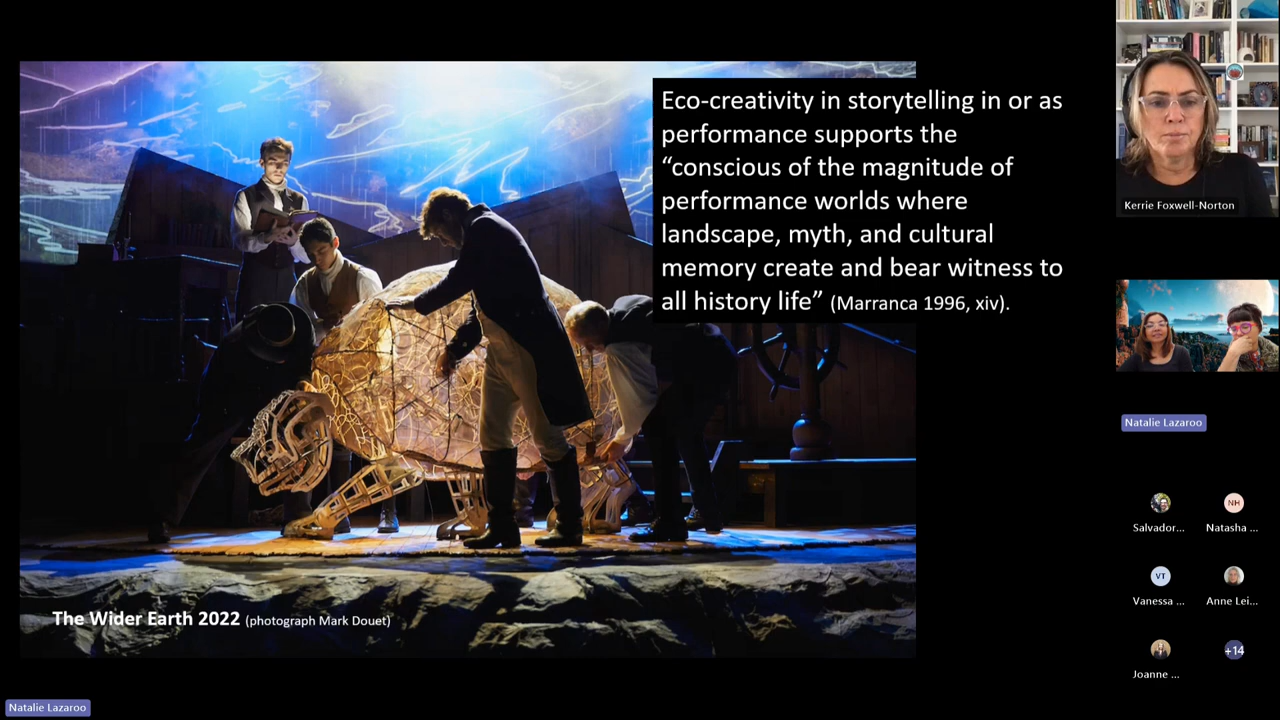 Eco-creativity in storytelling in or as
performance supports the
“conscious of the magnitude of
performance worlds where
landscape, myth, and cultural
memory create and bear witness to
all history life” (Marranca 1996, xiv).
The Wider Earth 2022 (photograph Mark Douet)
Natalie Lazaroo
Kerrie Foxwell-Norton
Natalie Lazaroo
NH
Salvador...
Natasha ...
VT
Vanessa ...
Anne Lei...
+14
Joanne ...